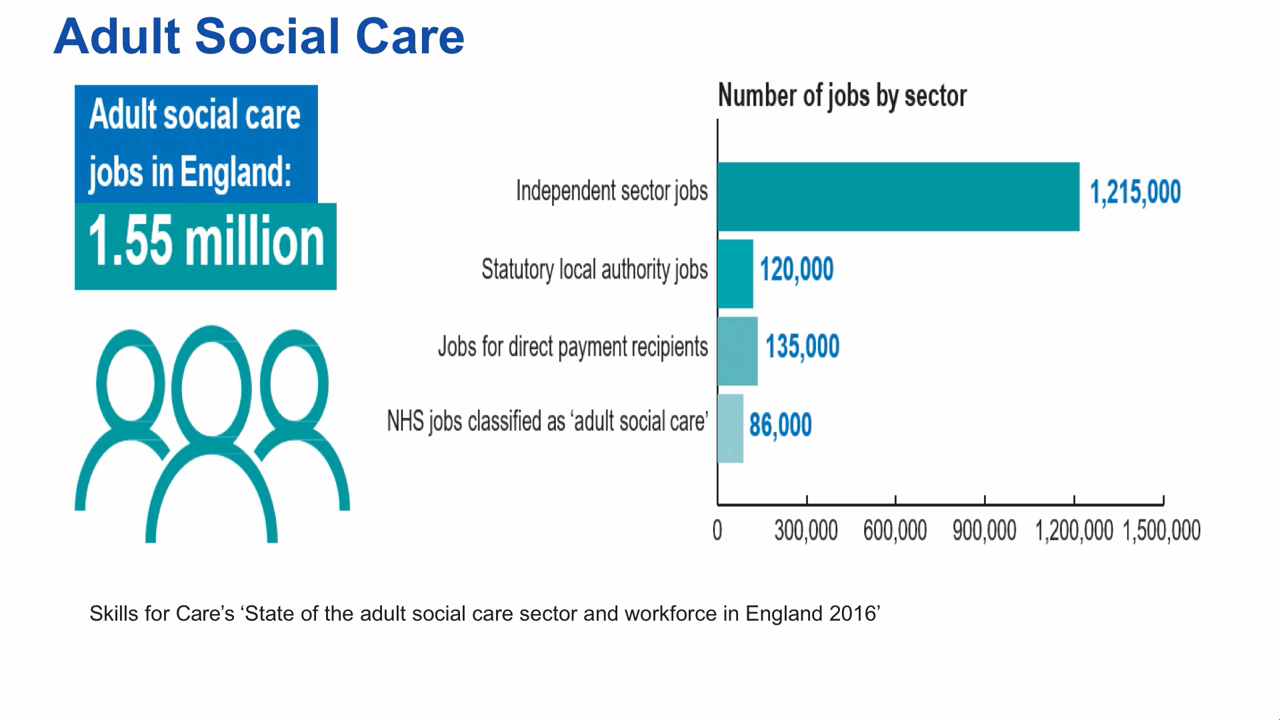 Adult Social Care
Adult social care
jobs in England:
1.55 million
Number of jobs by sector
Independent sector jobs
1,215,000
Statutory local authority jobs
120,000
Jobs for direct payment recipients
135,000
NHS jobs classified as ‘adult social care’
86,000
0 300,000 600,000 900,000 1,200,000 1,500,000
Skills for Care’s ‘State of the adult social care sector and workforce in England 2016’